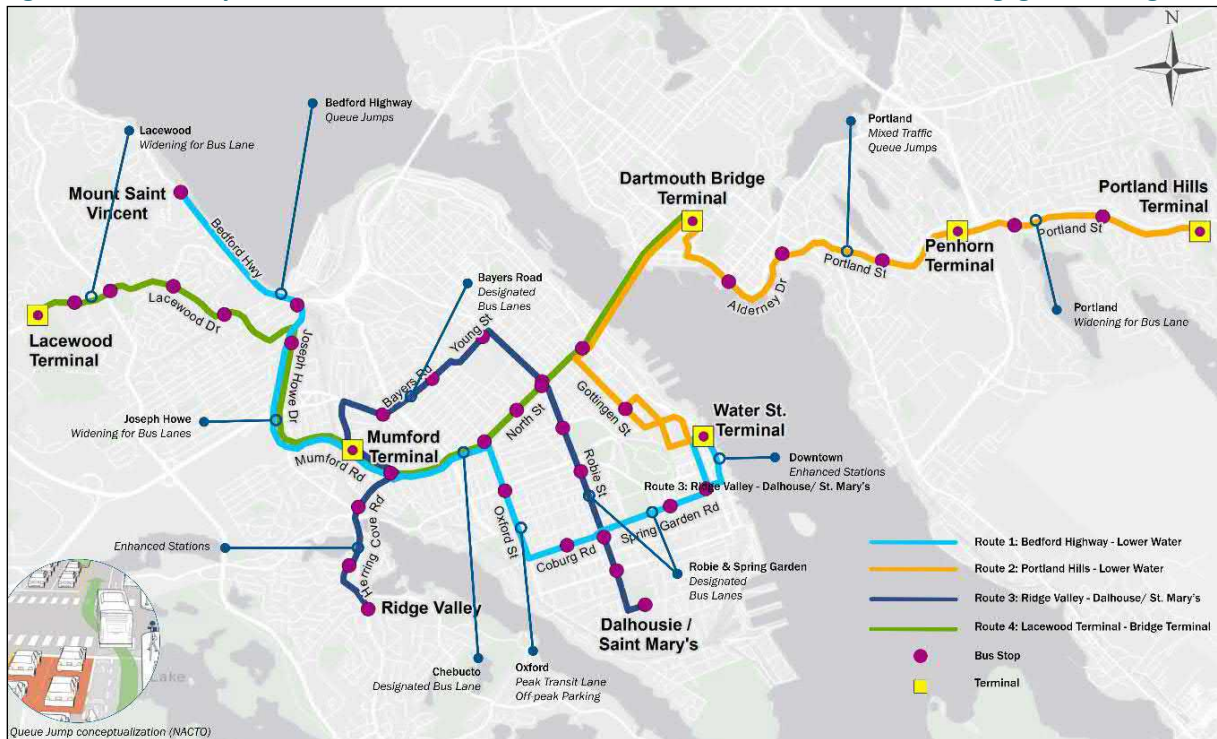 N
Lacewood
Widening for Bus Lane
Bedford Highway
Queue Jumps
Portland
Mixed Traffic
Queue Jumps
Mount Saint
Vincent
Bedford Hwy
Dartmouth Bridge
Terminal
Portland Hills
Terminal
Portland St
Penhorn
Terminal
Portland St
Alderney Dr
Portland
Widening for Bus Lane
Bayers Road
Designated
Bus Lanes
Lacewood Dr
Lacewood
Terminal
Joseph Howe Dr
Young St
Bayers Rd
Joseph Howe
Widening for Bus Lanes
Mumford Rd
Mumford
Terminal
North St
Gottingen St
Water St.
Terminal
Downtown
Enhanced Stations
Route 3: Ridge Valley - Dalhouse/ St. Mary's
Robie St
Oxford St
Spring Garden Rd
Coburg Rd
Herring Cove Rd
Enhanced Stations
Ridge Valley
Robie & Spring Garden
Designated
Bus Lanes
Dalhousie /
Saint Mary's
Chebucto
Designated Bus Lane
Oxford
Peak Transit Lane
Off-peak Parking
Route 1: Bedford Highway - Lower Water
Route 2: Portland Hills - Lower Water
Route 3: Ridge Valley - Dalhouse/ St. Mary's
Route 4: Lacewood Terminal - Bridge Terminal
Bus Stop
Terminal
Lake
Queue Jump conceptualization (NACTO)